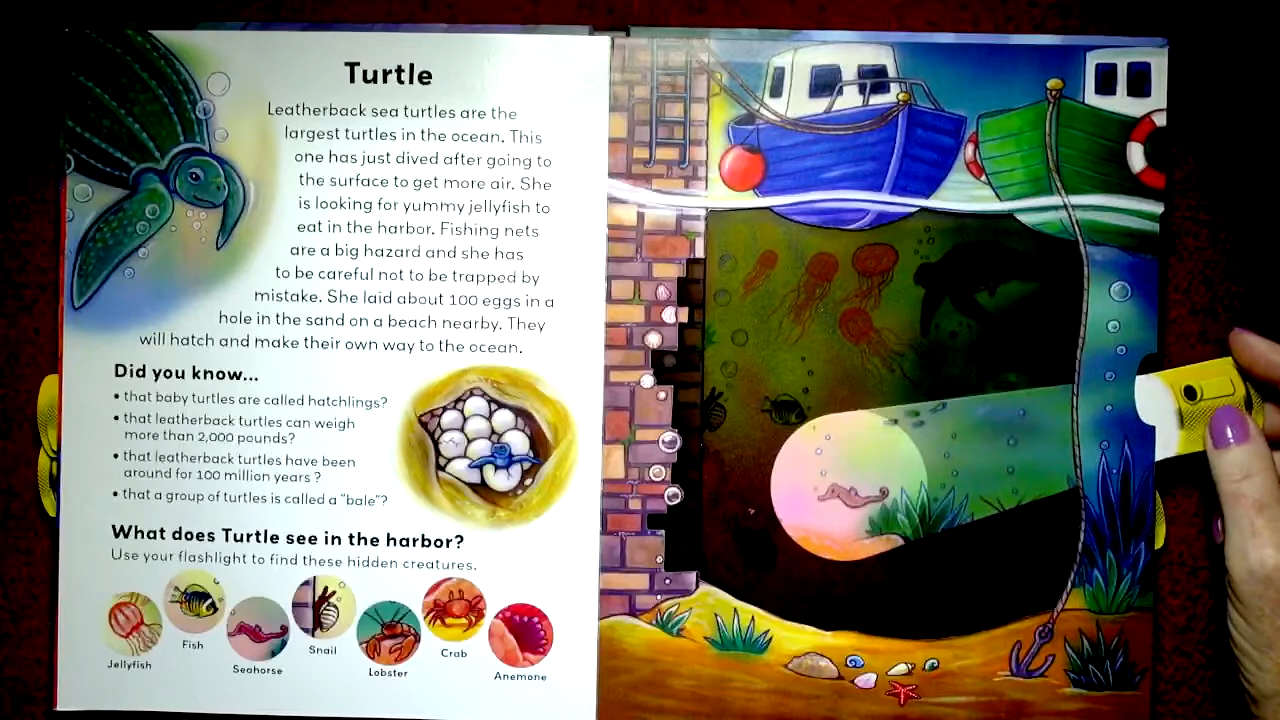 Turtle
Leatherback sea turtles are the
largest turtles in the ocean. This
one has just dived after going to
the surface to get more air. She
is looking for yummy jellyfish to
eat in the harbor. Fishing nets
are a big hazard and she has
to be careful not to be trapped by
mistake. She laid about 100 eggs in a
hole in the sand on a beach nearby. They
will hatch and make their own way to the ocean.
Did you know...
• that baby turtles are called hatchlings?
• that leatherback turtles can weigh
more than 2,000 pounds?
• that leatherback turtles have been
around for 100 million years ?
• that a group of turtles is called a "bale"?
What does Turtle see in the harbor?
Use your flashlight to find these hidden creatures.
Jellyfish
Fish
Seahorse
Snail
Lobster
Crab
Anemone